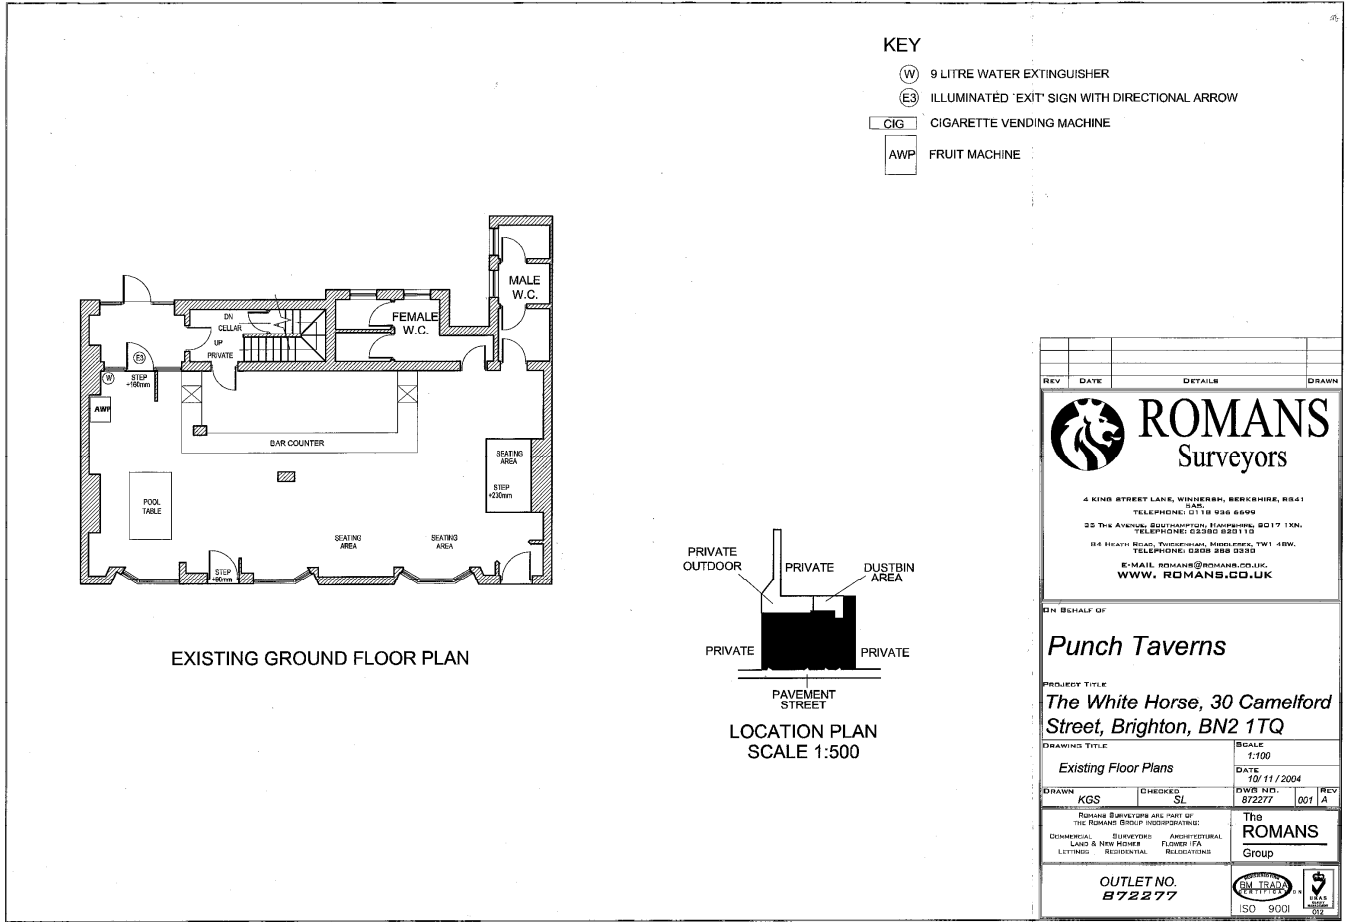 KEY
W 9 LITRE WATER EXTINGUISHER
E3 ILLUMINATED 'EXIT' SIGN WITH DIRECTIONAL ARROW
CIG CIGARETTE VENDING MACHINE
AWP FRUIT MACHINE
MALE
W.C.
FEMALE
W.C.
DN
CELLAR
UP
PRIVATE
E3
W
STEP
+160mm
AWP
BAR COUNTER
SEATING
AREA
STEP
+230mm
POOL
TABLE
SEATING
AREA
SEATING
AREA
STEP
+90mm
EXISTING GROUND FLOOR PLAN
PRIVATE
OUTDOOR
PRIVATE
DUSTBIN
AREA
PRIVATE
PRIVATE
PAVEMENT
STREET
LOCATION PLAN
SCALE 1:500
REV DATE DETAILS DRAWN
ROMANS
Surveyors
4 KING STREET LANE, WINNERSH, BERKSHIRE, RG41
5AS.
TELEPHONE: 0118 936 6699
33 THE AVENUE, SOUTHAMPTON, HAMPSHIRE, SO17 1XN.
TELEPHONE: 02380 820110
84 HEATH ROAD, TWICKENHAM, MIDDLESEX, TW1 4BW.
TELEPHONE: 0208 288 0330
E-MAIL ROMANS@ROMANS.CO.UK.
WWW. ROMANS.CO.UK
ON BEHALF OF
Punch Taverns
PROJECT TITLE
The White Horse, 30 Camelford
Street, Brighton, BN2 1TQ
DRAWING TITLE
Existing Floor Plans
SCALE
1:100
DATE
10/11/2004
DRAWN
KGS
CHECKED
SL
DWG NO.
872277 001
REV
A
ROMANS SURVEYORS ARE PART OF
THE ROMANS GROUP INCORPORATING:
COMMERCIAL SURVEYORS ARCHITECTURAL
LAND & NEW HOMES FLOWER IFA
LETTINGS RESIDENTIAL RELOCATIONS
The
ROMANS
Group
OUTLET NO.
872277
BM TRADA
CERTIFICATION
ISO 9001
UKAS
QUALITY
MANAGEMENT
012